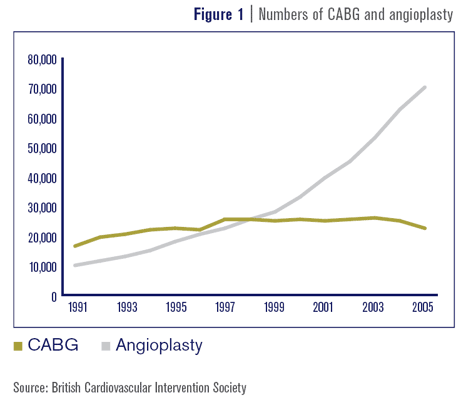 Figure 1 | Numbers of CABG and angioplasty
80,000
70,000
60,000
50,000
40,000
30,000
20,000
10,000
0
1991 1993 1995 1997 1999 2001 2003 2005
CABG Angioplasty
Source: British Cardiovascular Intervention Society